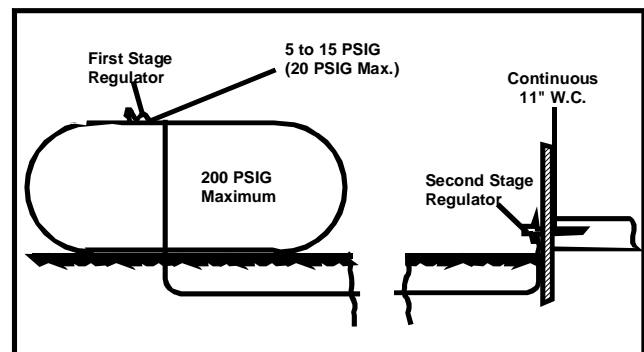 First Stage
Regulator
5 to 15 PSIG
(20 PSIG Max.)
Continuous
11" W.C.
200 PSIG
Maximum
Second Stage
Regulator